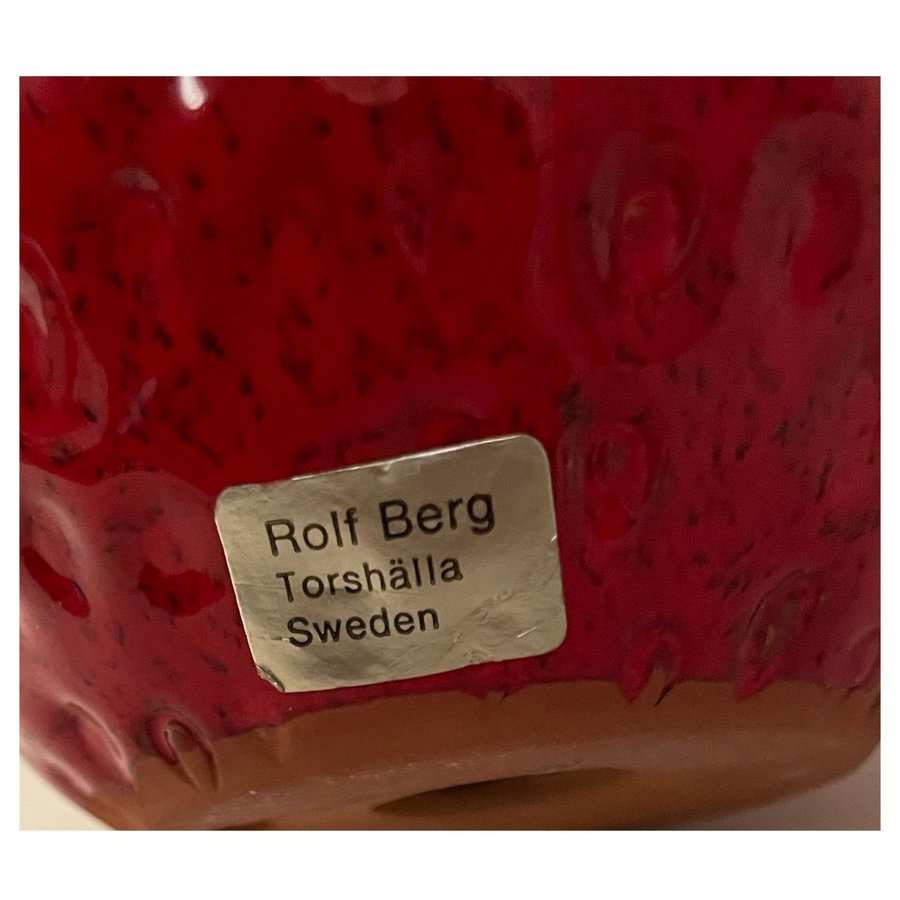 Rolf Berg
Torshälla
Sweden